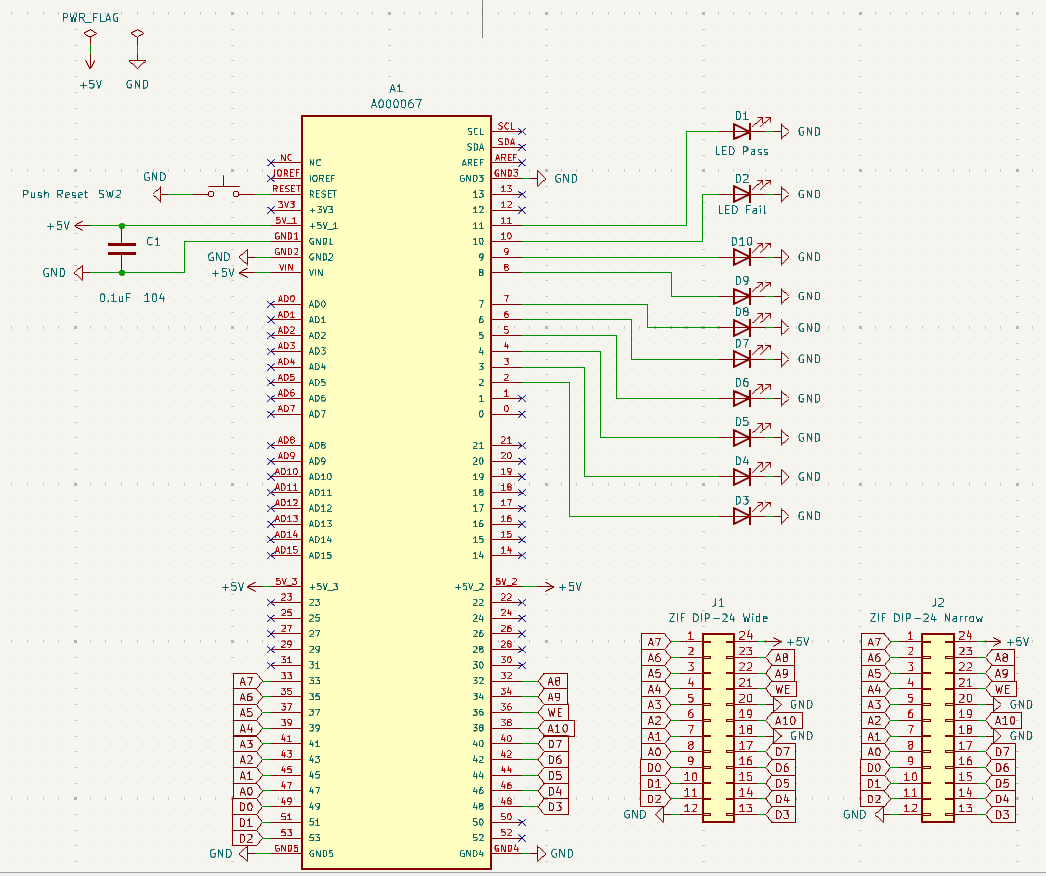 PWR_FLAG
+5V GND
A1
A000067
SCL SCL
SDA SDA
NC NC AREF AREF
IOREF IOREF GND3 GND3 GND
GND
Push Reset SW2 RESET RESET 13 13
3V3 +3V3 12 12
+5V 5V_1 +5V_1 11 11
C1 GND1 GND1 10 10
GND GND2 GND2 9 9
GND +5V VIN VIN 8 8
0.1uF 104
AD0 AD0 7 7
AD1 AD1 6 6
AD2 AD2 5 5
AD3 AD3 4 4
AD4 AD4 3 3
AD5 AD5 2 2
AD6 AD6 1 1
AD7 AD7 0 0
AD8 AD8 21 21
AD9 AD9 20 20
AD10 AD10 19 19
AD11 AD11 18 18
AD12 AD12 17 17
AD13 AD13 16 16
AD14 AD14 15 15
AD15 AD15 14 14
+5V 5V_3 +5V_3 +5V_2 5V_2 +5V
23 23 22 22
25 25 24 24
27 27 26 26
29 29 28 28
31 31 30 30
A7 33 33 32 32 A8
A6 35 35 34 34 A9
A5 37 37 36 36 WE
A4 39 39 38 38 A10
A3 41 41 40 40 D7
A2 43 43 42 42 D6
A1 45 45 44 44 D5
A0 47 47 46 46 D4
D0 49 49 48 48 D3
D1 51 51 50 50
D2 53 53 52 52
GND GND5 GND5 GND4 GND4 GND
D1 GND
LED Pass
D2 GND
LED Fail
D10 GND
D9 GND
D8 GND
D7 GND
D6 GND
D5 GND
D4 GND
D3 GND
J1
ZIF DIP-24 Wide
A7 1 24 +5V
A6 2 23 A8
A5 3 22 A9
A4 4 21 WE
A3 5 20 GND
A2 6 19 A10
A1 7 18 GND
A0 8 17 D7
D0 9 16 D6
D1 10 15 D5
D2 11 14 D4
GND 12 13 D3
J2
ZIF DIP-24 Narrow
A7 1 24 +5V
A6 2 23 A8
A5 3 22 A9
A4 4 21 WE
A3 5 20 GND
A2 6 19 A10
A1 7 18 GND
A0 8 17 D7
D0 9 16 D6
D1 10 15 D5
D2 11 14 D4
GND 12 13 D3